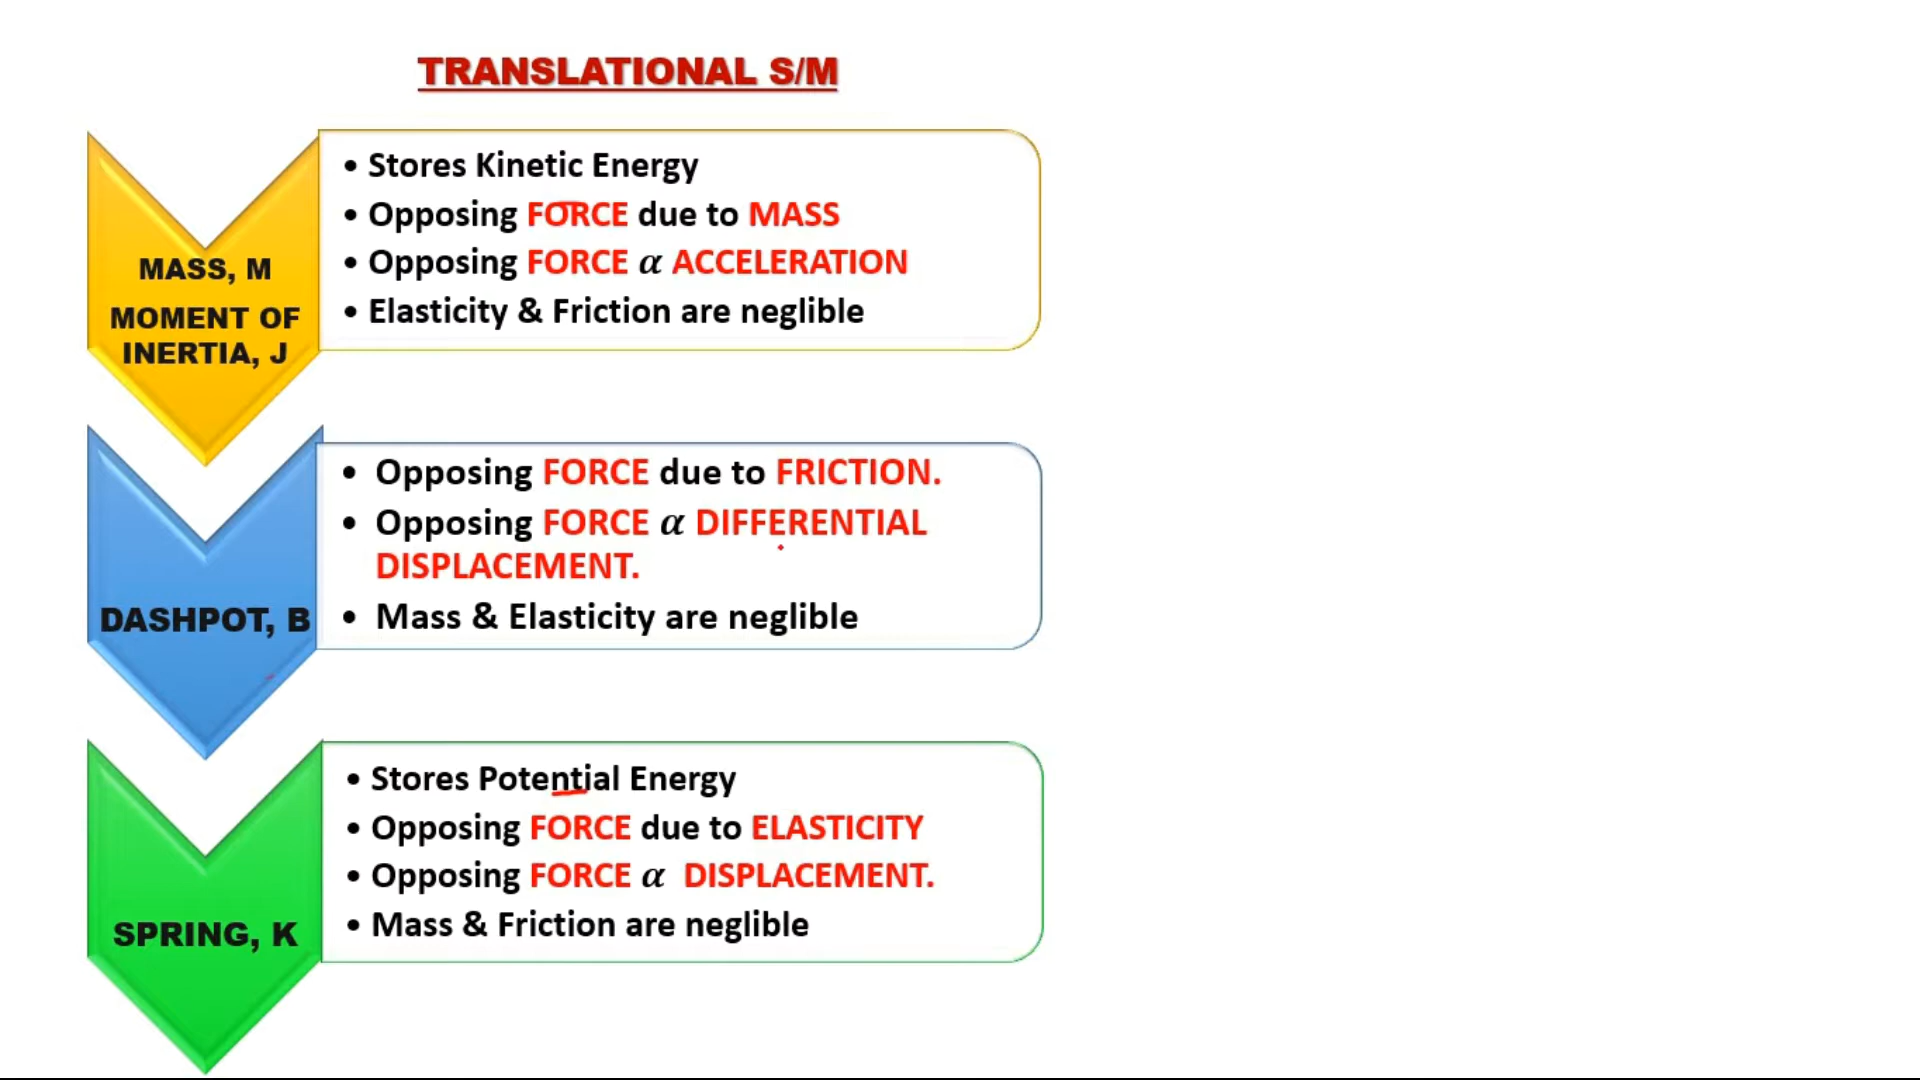 TRANSLATIONAL S/M
MASS, M
MOMENT OF
INERTIA, J
• Stores Kinetic Energy
• Opposing FORCE due to MASS
• Opposing FORCE α ACCELERATION
• Elasticity & Friction are neglible
DASHPOT, B
• Opposing FORCE due to FRICTION.
• Opposing FORCE α DIFFERENTIAL
DISPLACEMENT.
• Mass & Elasticity are neglible
SPRING, K
• Stores Potential Energy
• Opposing FORCE due to ELASTICITY
• Opposing FORCE α DISPLACEMENT.
• Mass & Friction are neglible